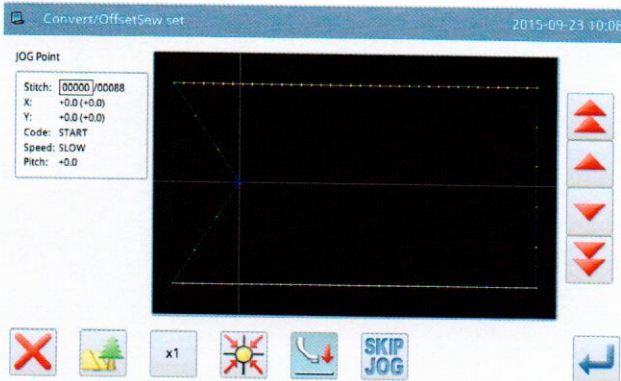 Convert/OffsetSew set 2015-09-23 10:08
JOG Point
Stitch: 00000/00088
X: +0.0 (+0.0)
Y: +0.0 (+0.0)
Code: START
Speed: SLOW
Pitch: +0.0
x1
SKIP
JOG